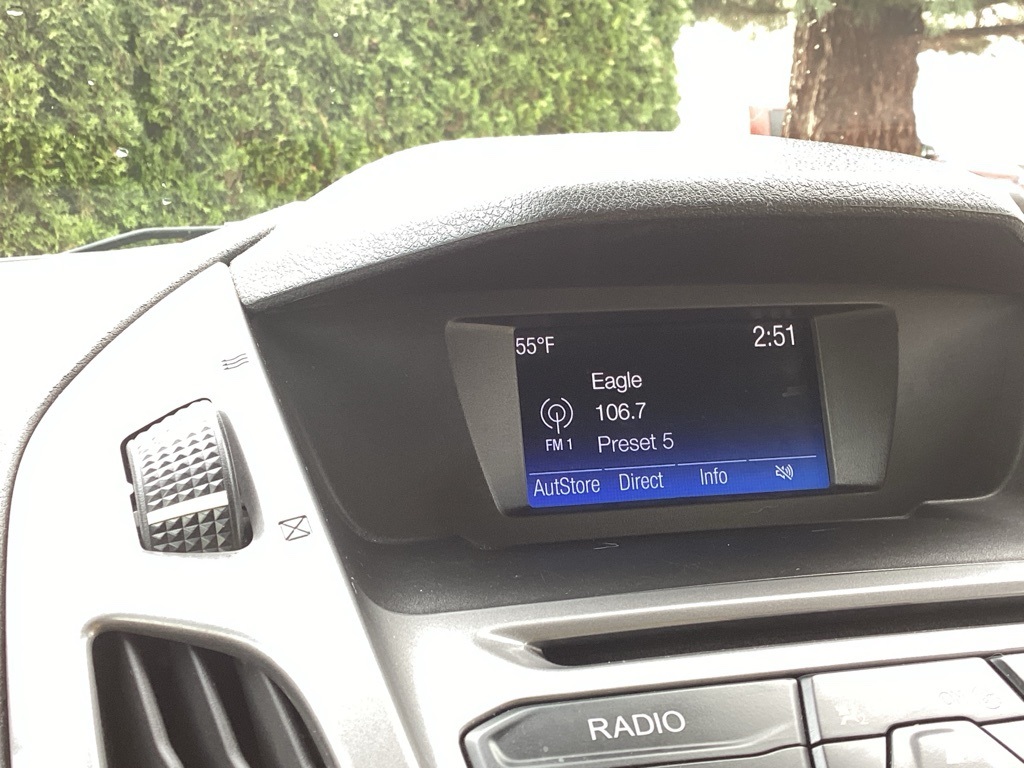 55°F 2:51
Eagle
106.7
FM 1 Preset 5
AutStore Direct Info
RADIO